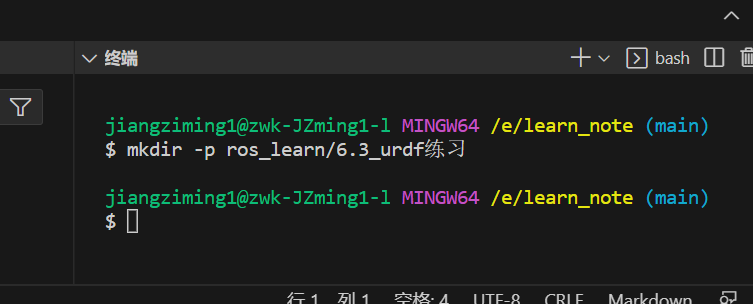 终端
bash
jiangziming1@zwk-JZming1-l MINGW64 /e/learn_note (main)
$ mkdir -p ros_learn/6.3_urdf练习
jiangziming1@zwk-JZming1-l MINGW64 /e/learn_note (main)
$
行 1, 列 1 空格: 4 UTF-8 CRLF Markdown